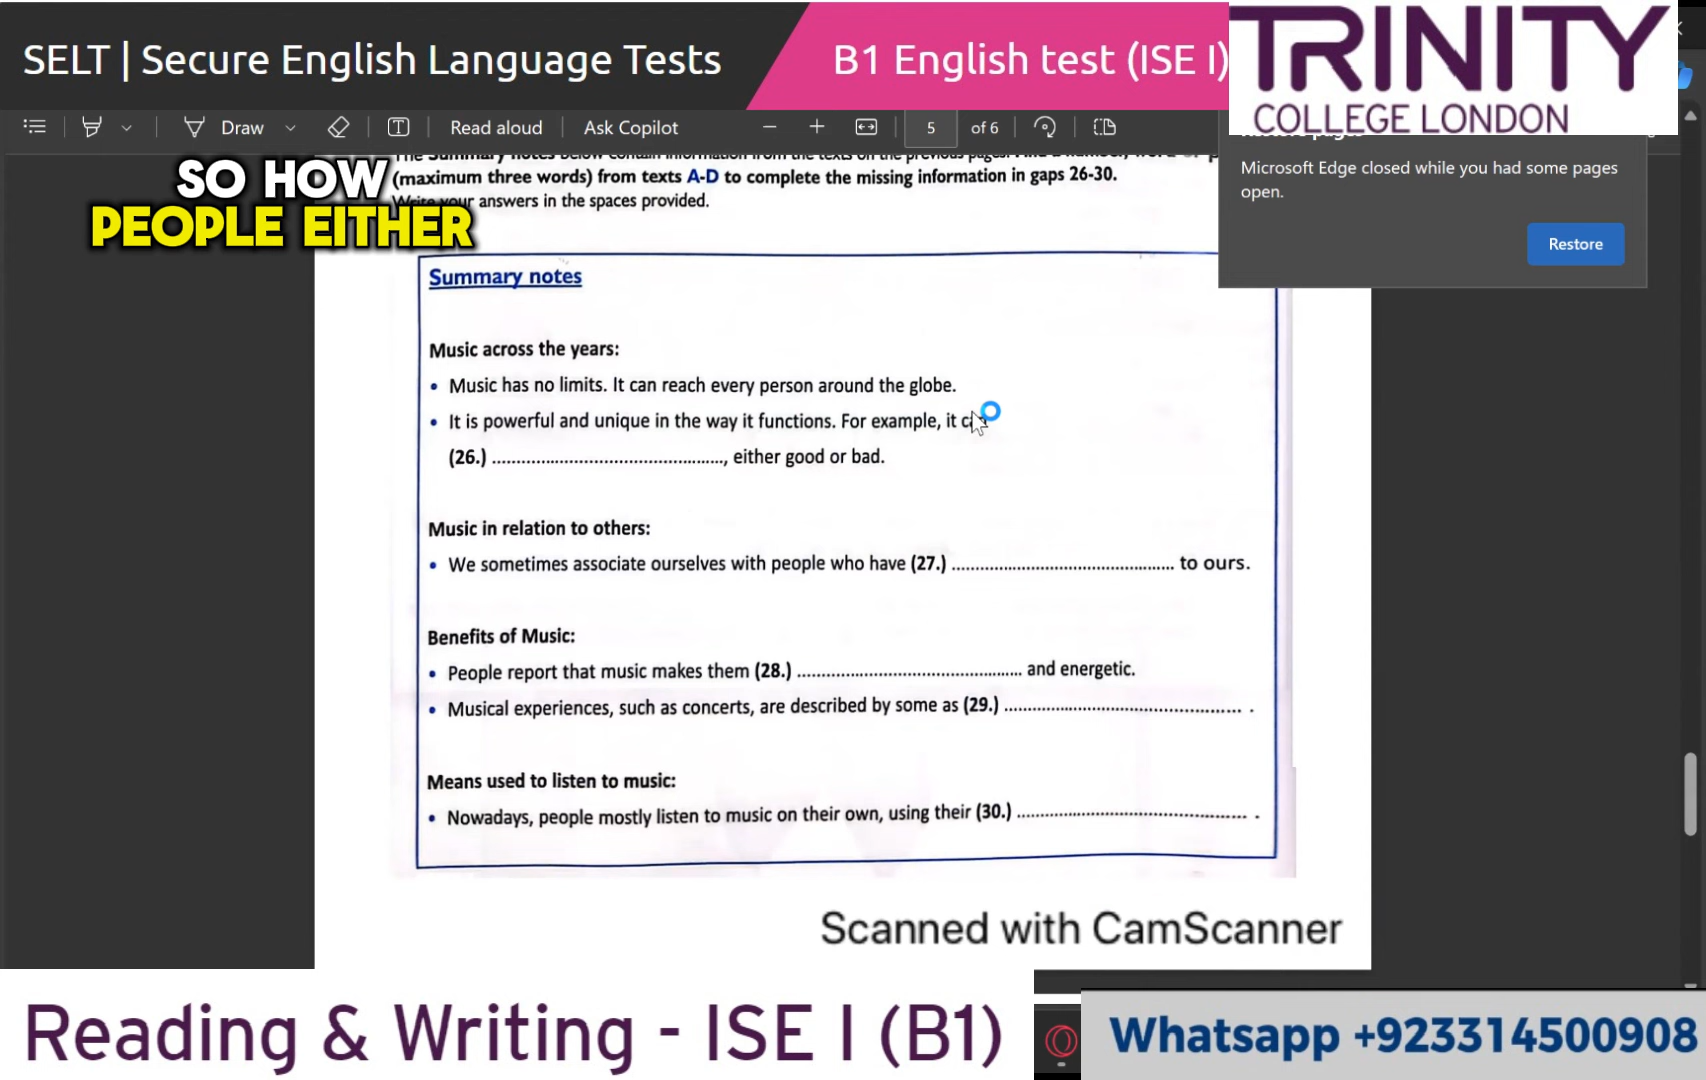 SELT | Secure English Language Tests
B1 English test (ISE I)
TRINITY
COLLEGE LONDON
Draw
Read aloud
Ask Copilot
5
of 6
Microsoft Edge closed while you had some pages
open.
Restore
SO HOW
PEOPLE EITHER
(maximum three words) from texts A-D to complete the missing information in gaps 26-30.
your answers in the spaces provided.
Summary notes
Music across the years:
• Music has no limits. It can reach every person around the globe.
• It is powerful and unique in the way it functions. For example, it can
(26.) ................................................, either good or bad.
Music in relation to others:
• We sometimes associate ourselves with people who have (27.) ................................................ to ours.
Benefits of Music:
• People report that music makes them (28.) ................................................ and energetic.
• Musical experiences, such as concerts, are described by some as (29.) ................................................ .
Means used to listen to music:
• Nowadays, people mostly listen to music on their own, using their (30.) ................................................ .
Scanned with CamScanner
Reading & Writing - ISE I (B1)
Whatsapp +923314500908